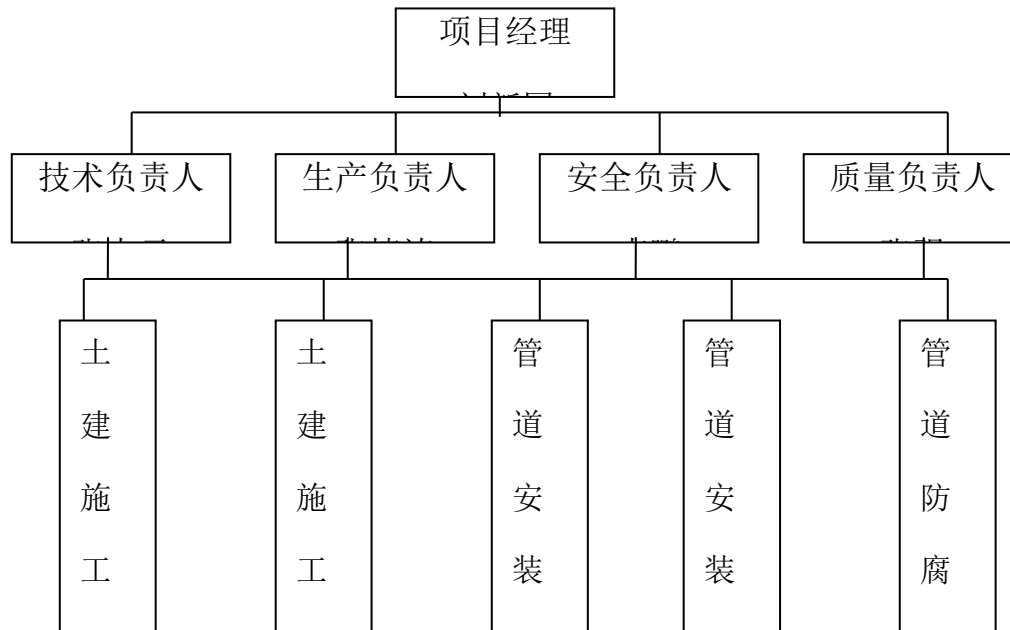 项目经理
技术负责人
生产负责人
安全负责人
质量负责人
土建施工
土建施工
管道安装
管道安装
管道防腐